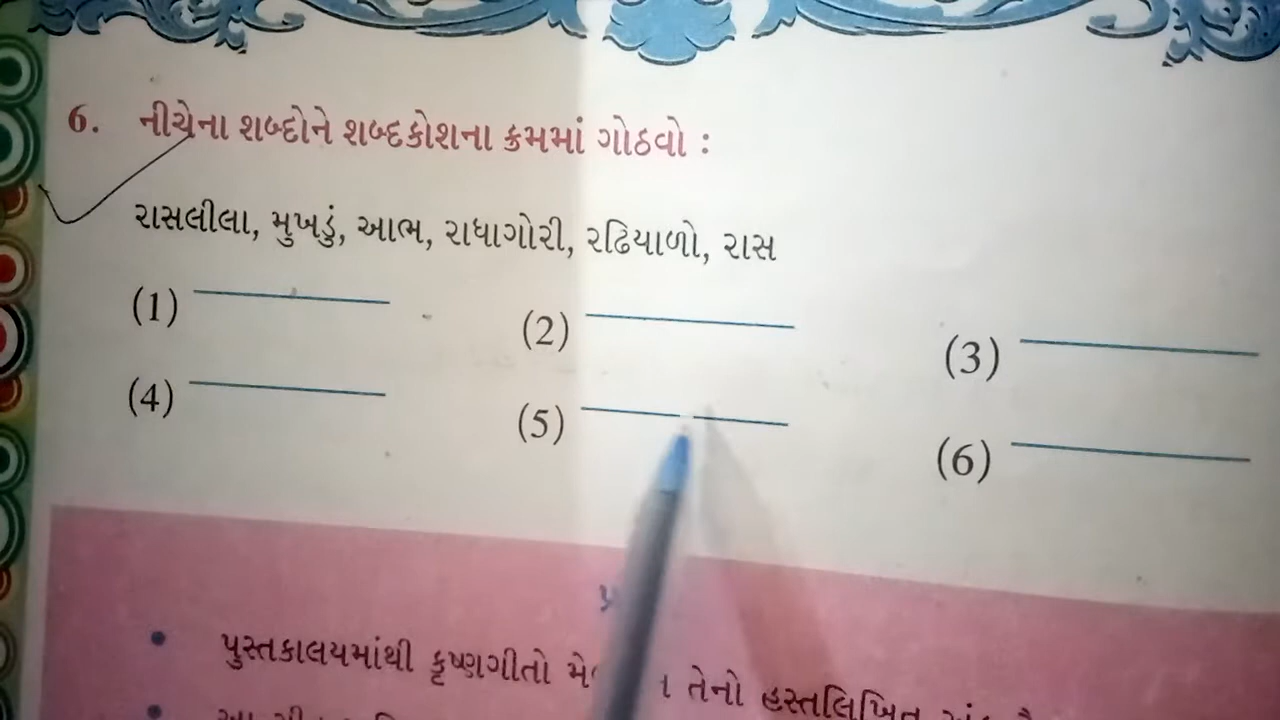 6. નીચેના શબ્દોને શબ્દકોશના ક્રમમાં ગોઠવો :
રાસલીલા, મુખડું, આભ, રાધાગોરી, રઢિયાળો, રાસ
(1) (2) (3)
(4) (5) (6)
પુસ્તકાલયમાંથી કૃષ્ણગીતો તેનો હસ્તલિખિત